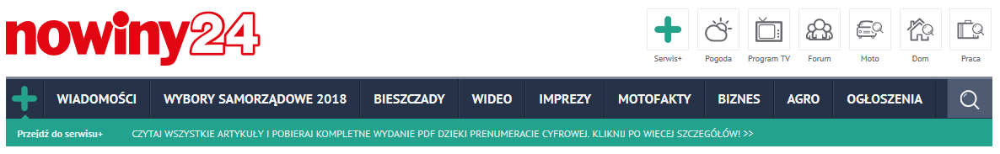 nowiny24
Serwis+ Pogoda Program TV Forum Moto Dom Praca
WIADOMOŚCI WYBORY SAMORZĄDOWE 2018 BIESZCZADY WIDEO IMPREZY MOTOFAKTY BIZNES AGRO OGŁOSZENIA
Przejdź do serwisu+ CZYTAJ WSZYSTKIE ARTYKUŁY I POBIERAJ KOMPLETNE WYDANIE PDF DZIĘKI PRENUMERACIE CYFROWEJ. KLIKNIJ PO WIĘCEJ SZCZEGÓŁÓW! >>